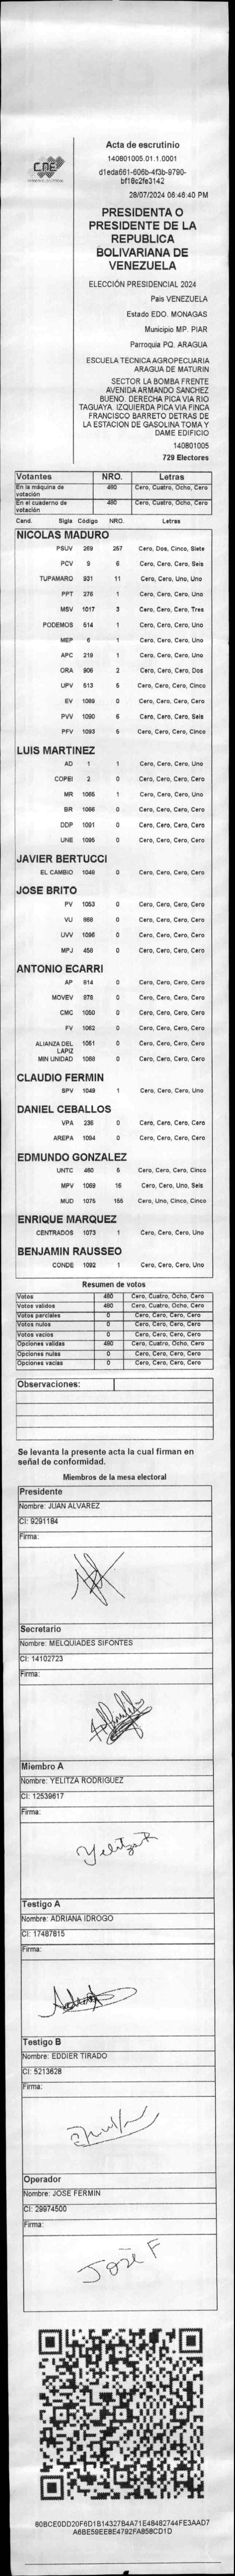 CNE
Acta de escrutinio
140801005.01.1.0001
d1eda661-606b-4f3b-9790-
bf18c2fe3142
28/07/2024 06:46:40 PM
PRESIDENTA O
PRESIDENTE DE LA
REPUBLICA
BOLIVARIANA DE
VENEZUELA
ELECCIÓN PRESIDENCIAL 2024
País VENEZUELA
Estado EDO. MONAGAS
Municipio MP. PIAR
Parroquia PQ. ARAGUA
ESCUELA TECNICA AGROPECUARIA
ARAGUA DE MATURIN
SECTOR LA BOMBA FRENTE
AVENIDA ARMANDO SANCHEZ
BUENO. DERECHA PICA VIA RIO
TAGUAYA. IZQUIERDA PICA VIA FINCA
FRANCISCO BARRETO DETRAS DE
LA ESTACION DE GASOLINA TOMA Y
DAME EDIFICIO
140801005
729 Electores
Votantes NRO. Letras
En la máquina de votación 480 Cero, Cuatro, Ocho, Cero
En el cuaderno de votación 480 Cero, Cuatro, Ocho, Cero
Cand. Sigla Código NRO. Letras
NICOLAS MADURO
PSUV 269 267 Cero, Dos, Cinco, Siete
PCV 9 6 Cero, Cero, Cero, Seis
TUPAMARO 931 11 Cero, Cero, Uno, Uno
PPT 276 1 Cero, Cero, Cero, Uno
MSV 1017 3 Cero, Cero, Cero, Tres
PODEMOS 514 1 Cero, Cero, Cero, Uno
MEP 6 1 Cero, Cero, Cero, Uno
APC 219 1 Cero, Cero, Cero, Uno
ORA 906 2 Cero, Cero, Cero, Dos
UPV 513 5 Cero, Cero, Cero, Cinco
EV 1089 0 Cero, Cero, Cero, Cero
PVV 1090 6 Cero, Cero, Cero, Seis
PFV 1093 5 Cero, Cero, Cero, Cinco
LUIS MARTINEZ
AD 1 1 Cero, Cero, Cero, Uno
COPEI 2 0 Cero, Cero, Cero, Cero
MR 1065 1 Cero, Cero, Cero, Uno
BR 1066 0 Cero, Cero, Cero, Cero
DDP 1091 0 Cero, Cero, Cero, Cero
UNE 1095 0 Cero, Cero, Cero, Cero
JAVIER BERTUCCI
EL CAMBIO 1048 0 Cero, Cero, Cero, Cero
JOSE BRITO
PV 1053 0 Cero, Cero, Cero, Cero
VU 868 0 Cero, Cero, Cero, Cero
UVV 1096 0 Cero, Cero, Cero, Cero
MPJ 458 0 Cero, Cero, Cero, Cero
ANTONIO ECARRI
AP 814 0 Cero, Cero, Cero, Cero
MOVEV 878 0 Cero, Cero, Cero, Cero
CMC 1050 0 Cero, Cero, Cero, Cero
FV 1062 0 Cero, Cero, Cero, Cero
ALIANZA DEL LAPIZ 1051 0 Cero, Cero, Cero, Cero
MIN UNIDAD 1088 0 Cero, Cero, Cero, Cero
CLAUDIO FERMIN
SPV 1049 1 Cero, Cero, Cero, Uno
DANIEL CEBALLOS
VPA 236 0 Cero, Cero, Cero, Cero
AREPA 1094 0 Cero, Cero, Cero, Cero
EDMUNDO GONZALEZ
UNTC 460 5 Cero, Cero, Cero, Cinco
MPV 1069 16 Cero, Cero, Uno, Seis
MUD 1075 155 Cero, Uno, Cinco, Cinco
ENRIQUE MARQUEZ
CENTRADOS 1073 1 Cero, Cero, Cero, Uno
BENJAMIN RAUSSEO
CONDE 1092 1 Cero, Cero, Cero, Uno
Resumen de votos
Votos 480 Cero, Cuatro, Ocho, Cero
Votos validos 480 Cero, Cuatro, Ocho, Cero
Votos parciales 0 Cero, Cero, Cero, Cero
Votos nulos 0 Cero, Cero, Cero, Cero
Votos vacios 0 Cero, Cero, Cero, Cero
Opciones validas 480 Cero, Cuatro, Ocho, Cero
Opciones nulas 0 Cero, Cero, Cero, Cero
Opciones vacias 0 Cero, Cero, Cero, Cero
Observaciones:
Se levanta la presente acta la cual firman en
señal de conformidad.
Miembros de la mesa electoral
Presidente
Nombre: JUAN ALVAREZ
CI: 9291184
Firma:
Secretario
Nombre: MELQUIADES SIFONTES
CI: 14102723
Firma:
Miembro A
Nombre: YELITZA RODRIGUEZ
CI: 12539617
Firma:
Yelitza R
Testigo A
Nombre: ADRIANA IDROGO
CI: 17487815
Firma:
Testigo B
Nombre: EDDIER TIRADO
CI: 5213628
Firma:
Operador
Nombre: JOSE FERMIN
CI: 29974500
Firma:
José F
80BCE0DD20F6D1B14327B4A71E48482744FE3AAD7
A6BE59EE8E4792FA858CD1D